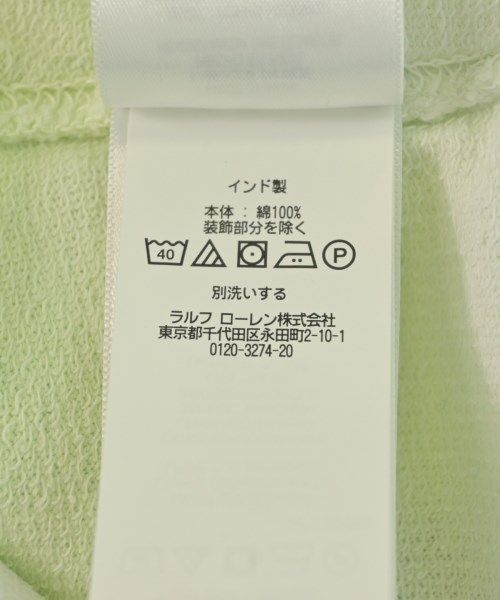 インド製
本体 : 綿100%
装飾部分を除く
40 P
別洗いする
ラルフ ローレン株式会社
東京都千代田区永田町2-10-1
0120-3274-20